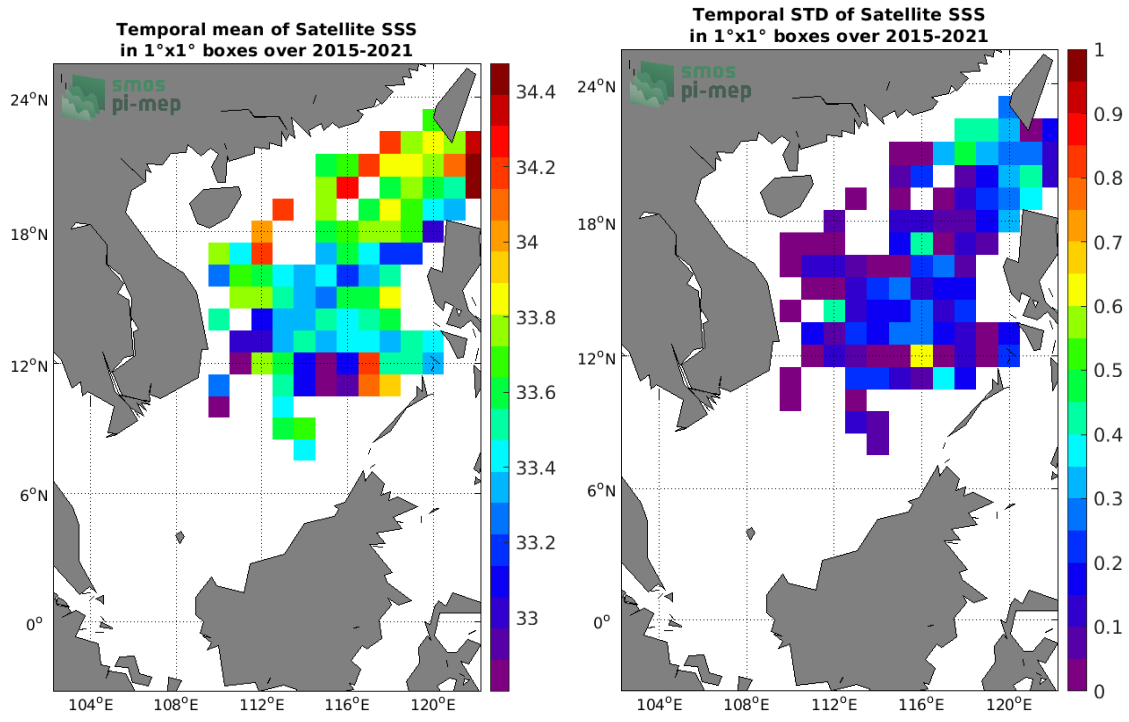 Temporal mean of Satellite SSS
in 1°x1° boxes over 2015-2021
smos
pi-mep
24°N
18°N
12°N
6°N
0°
104°E
108°E
112°E
116°E
120°E
34.4
34.2
34
33.8
33.6
33.4
33.2
33
Temporal STD of Satellite SSS
in 1°x1° boxes over 2015-2021
smos
pi-mep
24°N
18°N
12°N
6°N
0°
104°E
108°E
112°E
116°E
120°E
1
0.9
0.8
0.7
0.6
0.5
0.4
0.3
0.2
0.1
0